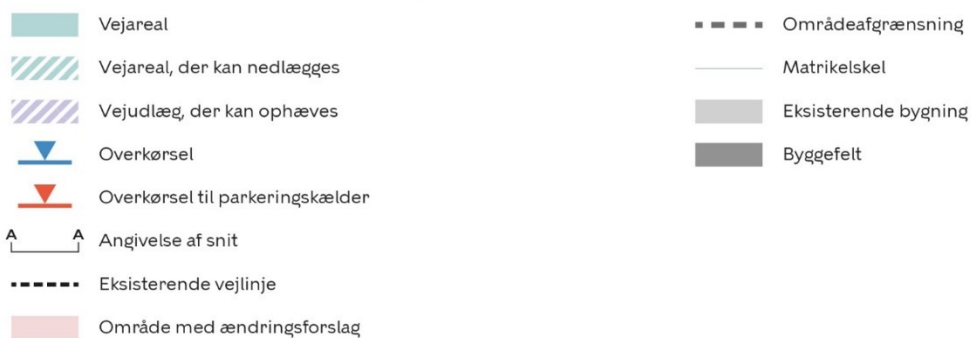 Vejareal
Vejareal, der kan nedlægges
Vejudlæg, der kan ophæves
Overkørsel
Overkørsel til parkeringskælder
A A Angivelse af snit
Eksisterende vejlinje
Område med ændringsforslag
Områdeafgrænsning
Matrikelskel
Eksisterende bygning
Byggefelt